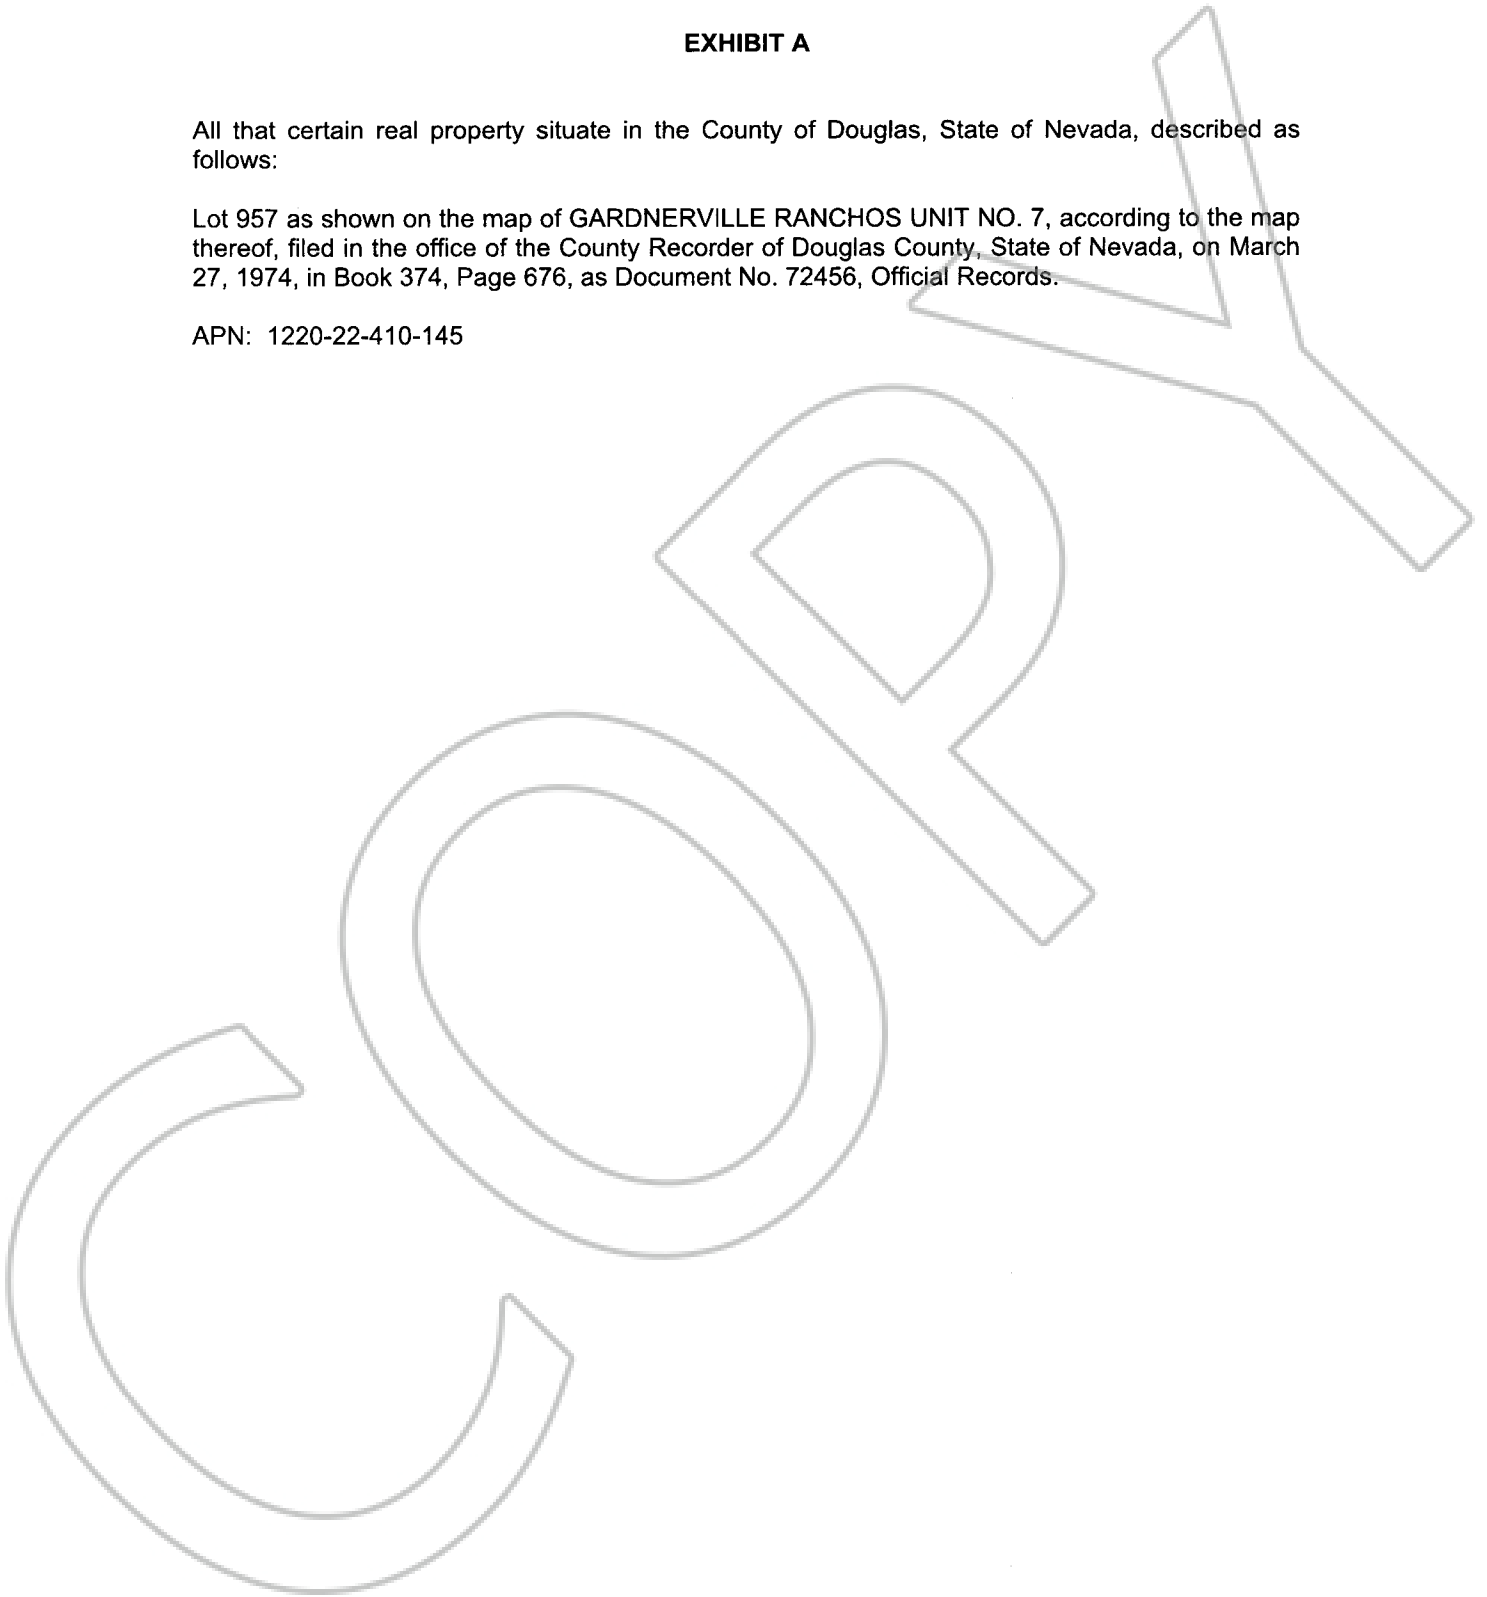 EXHIBIT A
All that certain real property situate in the County of Douglas, State of Nevada, described as
follows:
Lot 957 as shown on the map of GARDNERVILLE RANCHOS UNIT NO. 7, according to the map
thereof, filed in the office of the County Recorder of Douglas County, State of Nevada, on March
27, 1974, in Book 374, Page 676, as Document No. 72456, Official Records.
APN: 1220-22-410-145
COPY